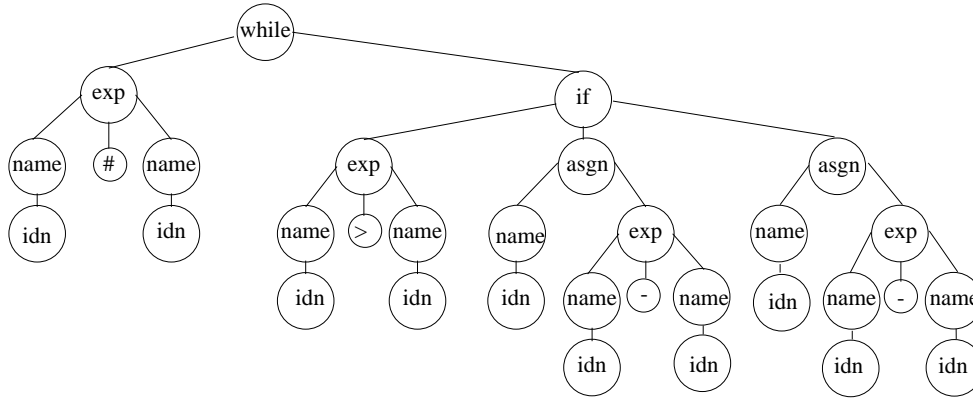 while
exp
if
name # name
exp asgn asgn
idn idn
name > name name exp name exp
idn idn idn name - name idn name - name
idn idn idn idn